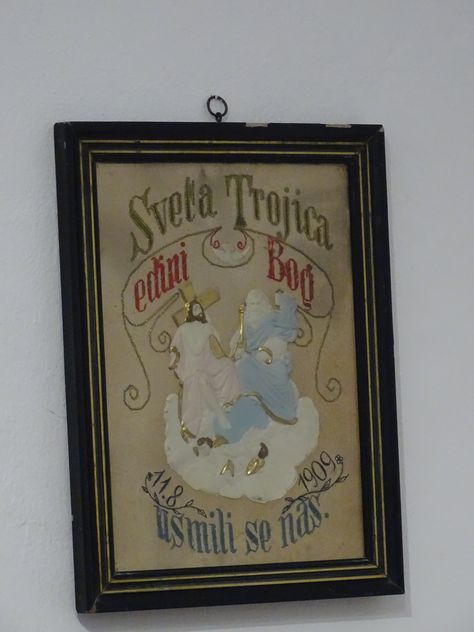 Sveta Trojica
edini Bog
11.8 1909
usmili se nas.